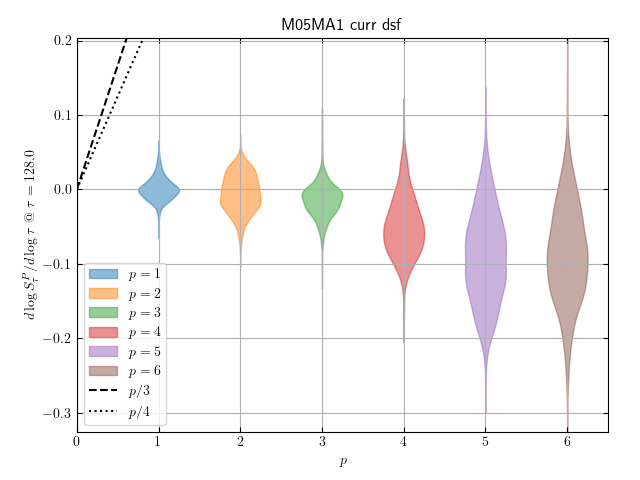 M05MA1 curr dsf
d log S_τ^P / d log τ @ τ = 128.0
0.2
0.1
0.0
−0.1
−0.2
−0.3
p = 1
p = 2
p = 3
p = 4
p = 5
p = 6
p/3
p/4
0 1 2 3 4 5 6
p